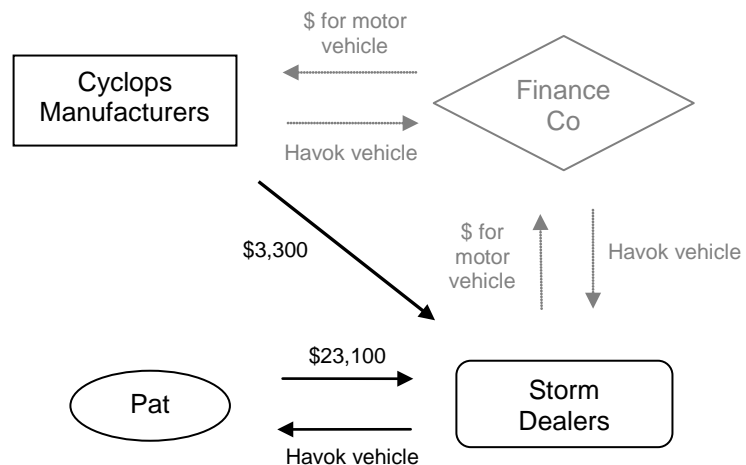 $ for motor
vehicle
Cyclops
Manufacturers
Finance
Co
Havok vehicle
$3,300
$ for
motor
vehicle
Havok vehicle
$23,100
Pat
Storm
Dealers
Havok vehicle